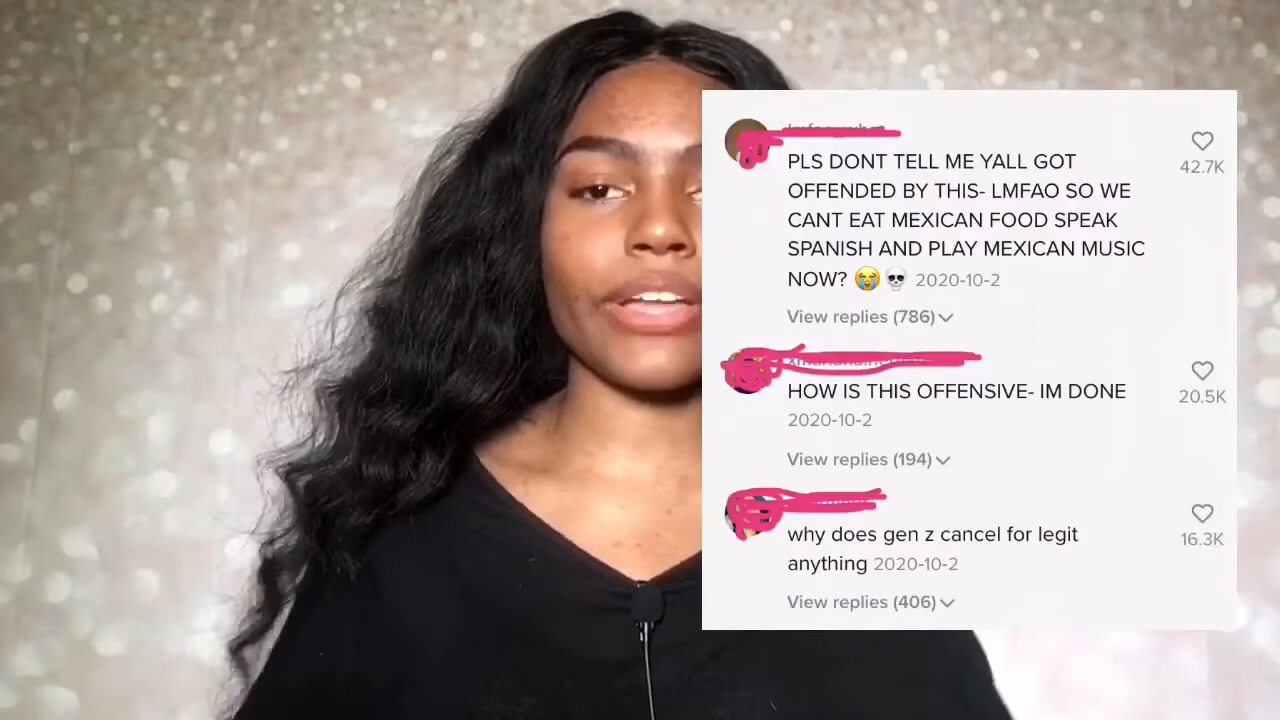 PLS DONT TELL ME YALL GOT
OFFENDED BY THIS- LMFAO SO WE
CANT EAT MEXICAN FOOD SPEAK
SPANISH AND PLAY MEXICAN MUSIC
NOW? 😭💀 2020-10-2
42.7K
View replies (786)
HOW IS THIS OFFENSIVE- IM DONE
2020-10-2
20.5K
View replies (194)
why does gen z cancel for legit
anything 2020-10-2
16.3K
View replies (406)